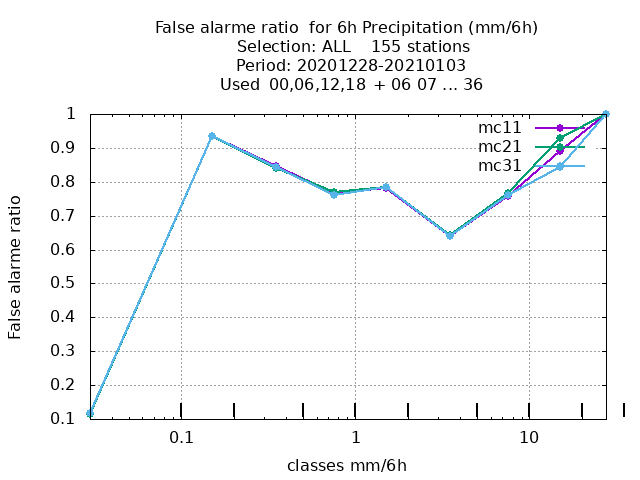 False alarme ratio  for 6h Precipitation (mm/6h)
Selection: ALL    155 stations
Period: 20201228-20210103
Used  00,06,12,18  + 06 07 ... 36
mc11
mc21
mc31
1
0.9
0.8
0.7
0.6
0.5
0.4
0.3
0.2
0.1
False alarme ratio
0.1
1
10
classes mm/6h